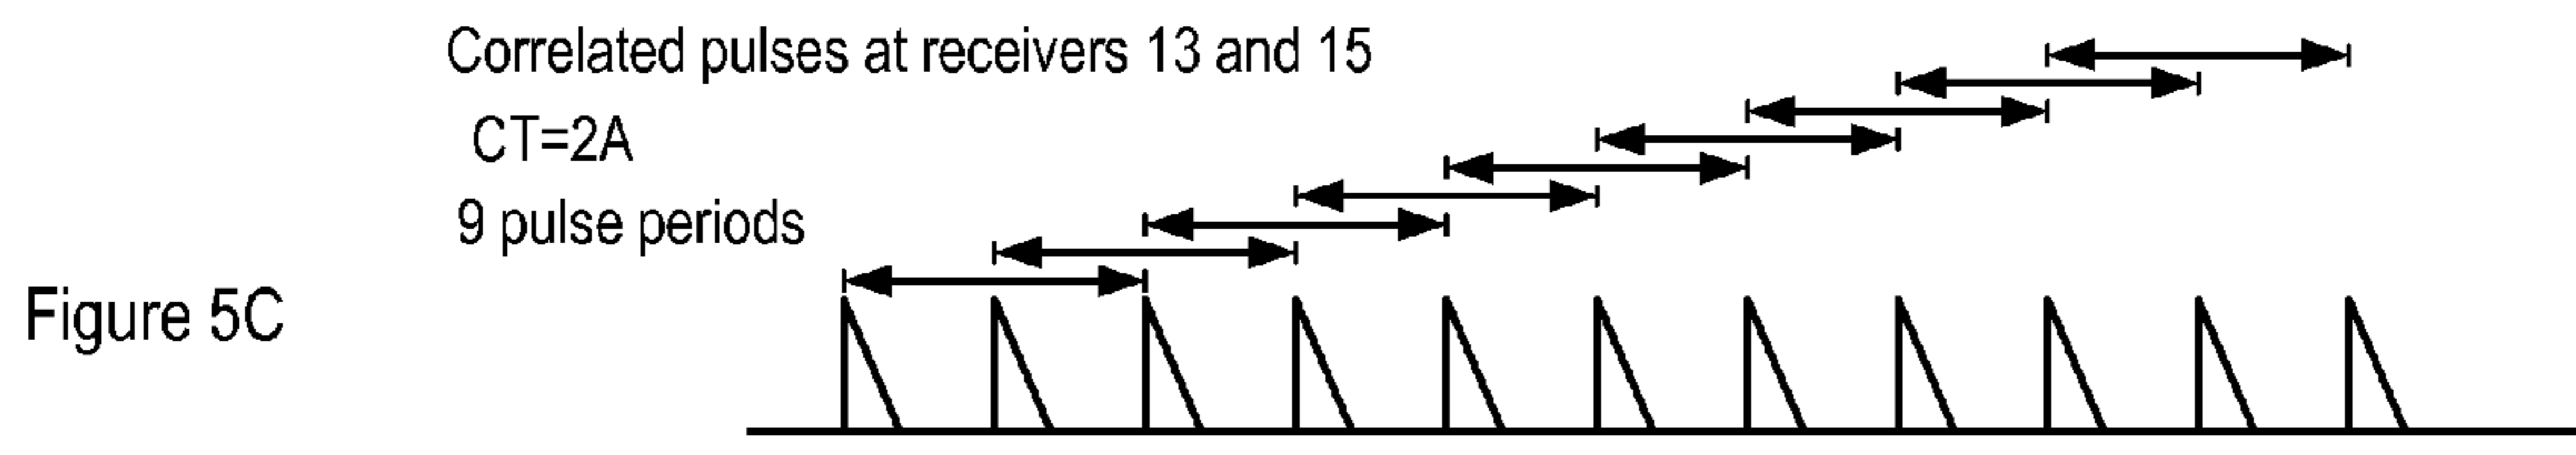 Correlated pulses at receivers 13 and 15
CT=2A
9 pulse periods
Figure 5C